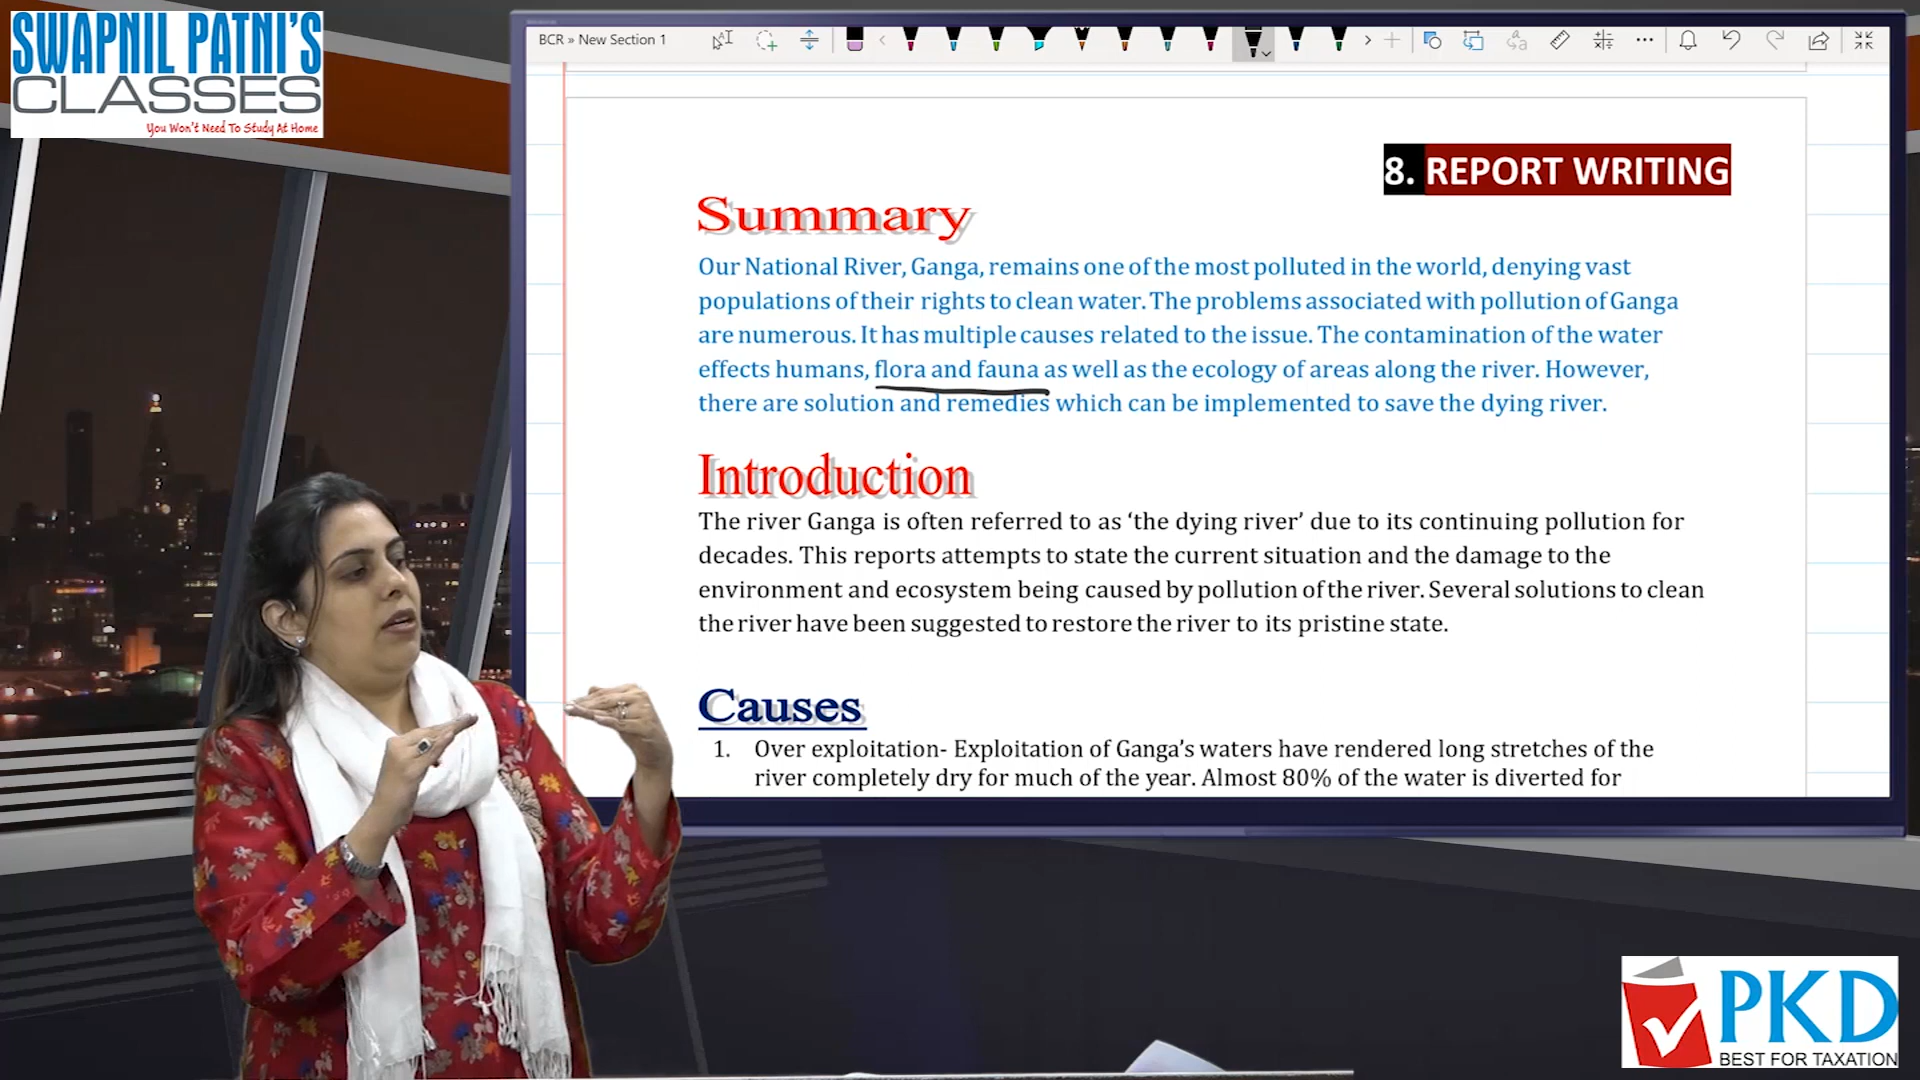 SWAPNIL PATNI'S
CLASSES
You Won't Need To Study At Home
BCR » New Section 1
8. REPORT WRITING
Summary
Our National River, Ganga, remains one of the most polluted in the world, denying vast
populations of their rights to clean water. The problems associated with pollution of Ganga
are numerous. It has multiple causes related to the issue. The contamination of the water
effects humans, flora and fauna as well as the ecology of areas along the river. However,
there are solution and remedies which can be implemented to save the dying river.
Introduction
The river Ganga is often referred to as ‘the dying river’ due to its continuing pollution for
decades. This reports attempts to state the current situation and the damage to the
environment and ecosystem being caused by pollution of the river. Several solutions to clean
the river have been suggested to restore the river to its pristine state.
Causes
1. Over exploitation- Exploitation of Ganga’s waters have rendered long stretches of the
river completely dry for much of the year. Almost 80% of the water is diverted for
PKD
BEST FOR TAXATION